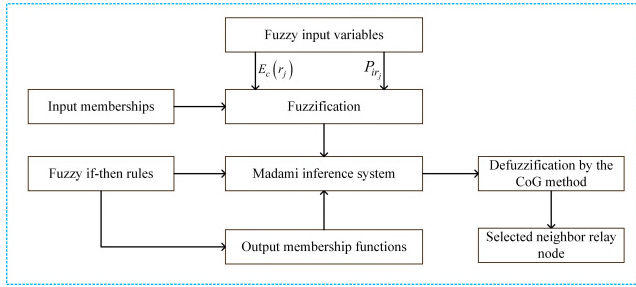 Fuzzy input variables
E_c(r_j)
P_{ir_j}
Input memberships
Fuzzification
Fuzzy if-then rules
Madami inference system
Defuzzification by the
CoG method
Output membership functions
Selected neighbor relay
node